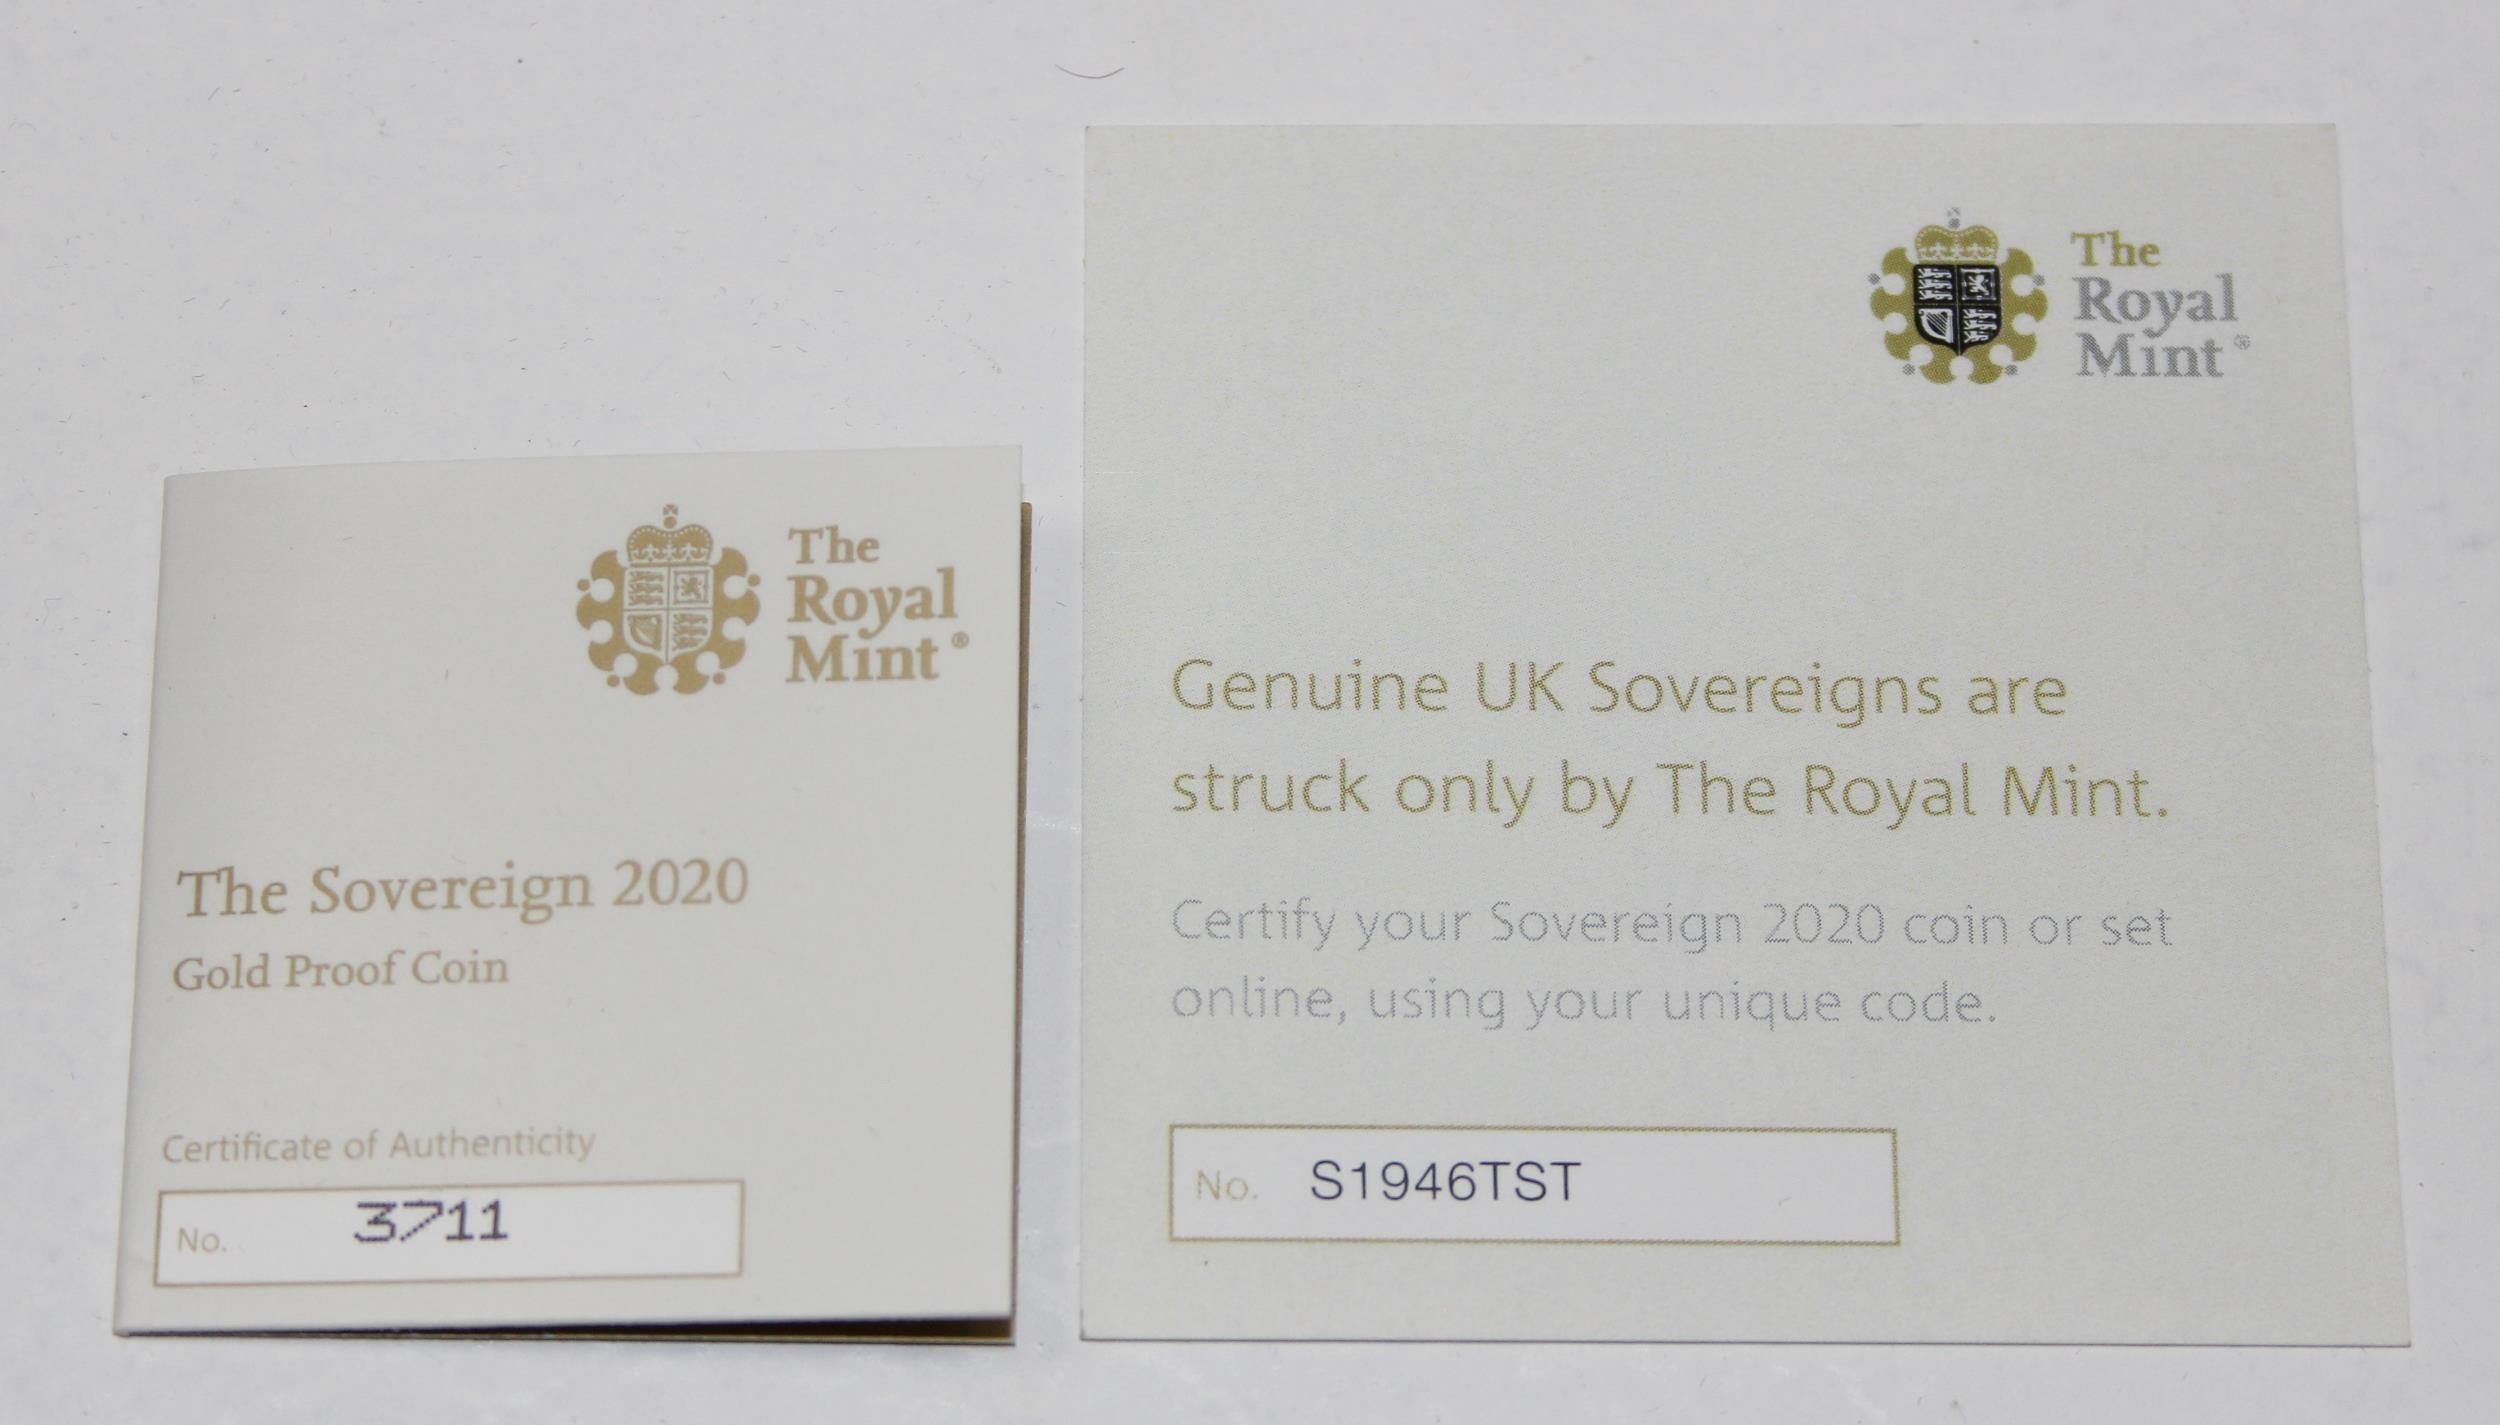 The
Royal
Mint®
The Sovereign 2020
Gold Proof Coin
Certificate of Authenticity
No. 3711
The
Royal
Mint®
Genuine UK Sovereigns are
struck only by The Royal Mint.
Certify your Sovereign 2020 coin or set
online, using your unique code.
No. S1946TST